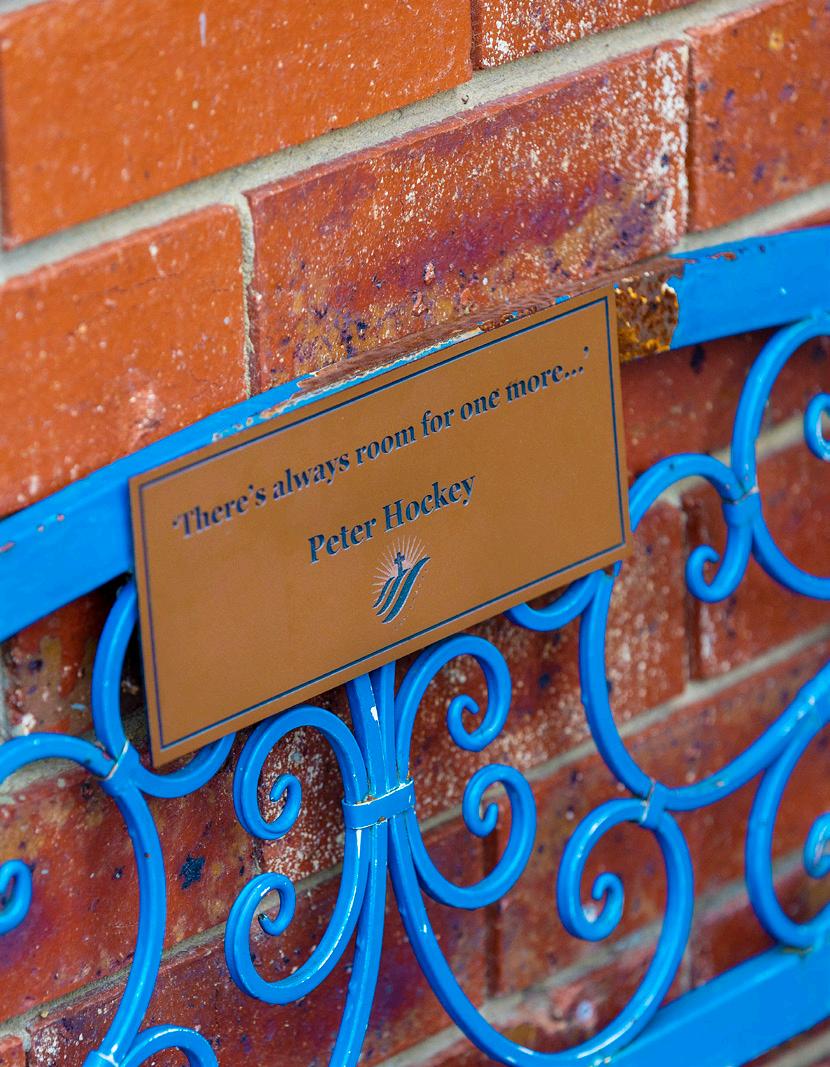 ‘There’s always room for one more...’
Peter Hockey